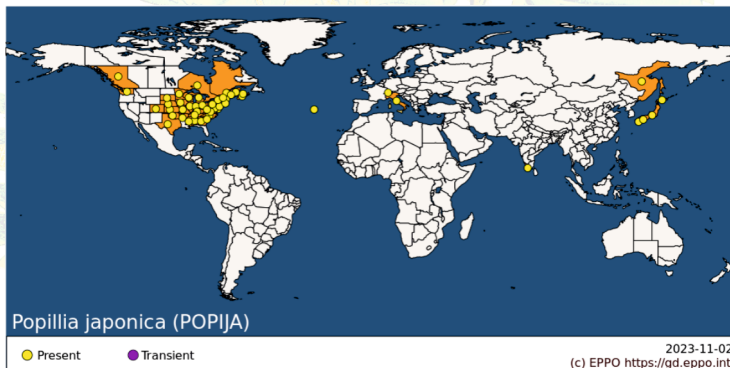 Popillia japonica (POPIJA)
Present
Transient
2023-11-02
(c) EPPO https://gd.eppo.int